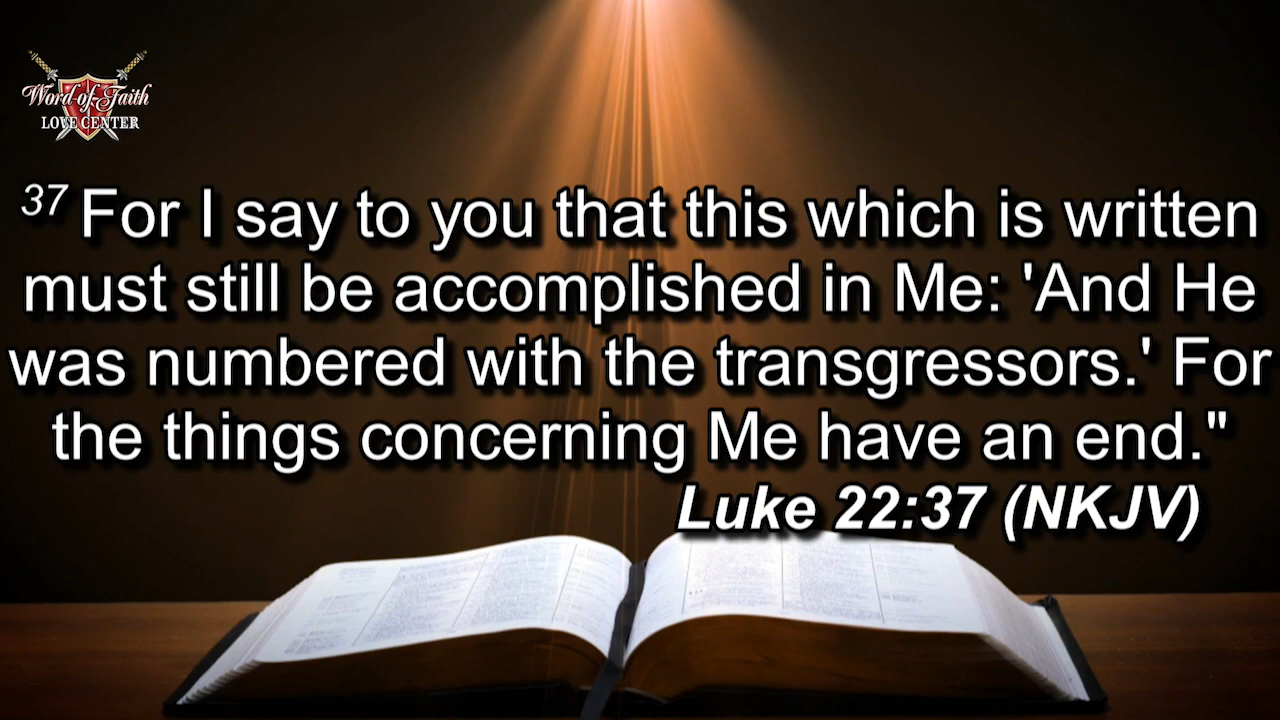 Word of Faith
LOVE CENTER
37 For I say to you that this which is written
must still be accomplished in Me: 'And He
was numbered with the transgressors.' For
the things concerning Me have an end."
Luke 22:37 (NKJV)